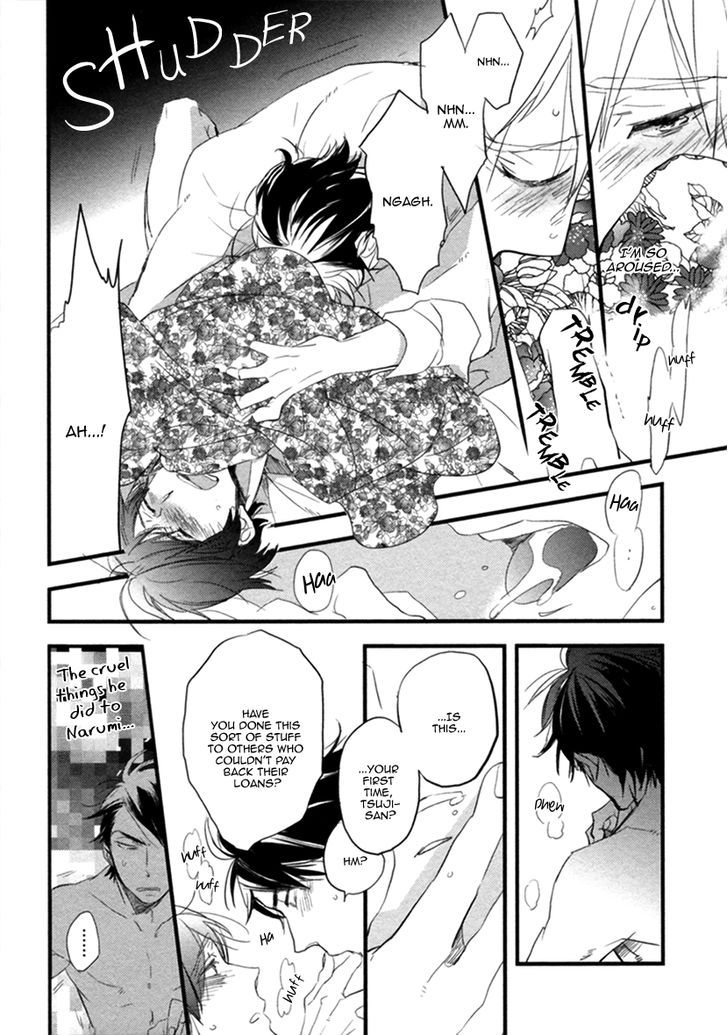 I'M SO
AROUSED...
drip
huff
huff
TREMBLE
TREMBLE
NHN...
NHN...
MM.
NGAGH.
SHUDDER
AH...!
Haa
...
Haa
phew
...IS
THIS...
...YOUR
FIRST
TIME,
TSUJI-
SAN?
HM?
HAVE
YOU DONE THIS
SORT OF STUFF
TO OTHERS WHO
COULDN'T PAY
BACK THEIR
LOANS?
huff
huff
Ha
huff
The cruel
things he
did to
Narumi...
......